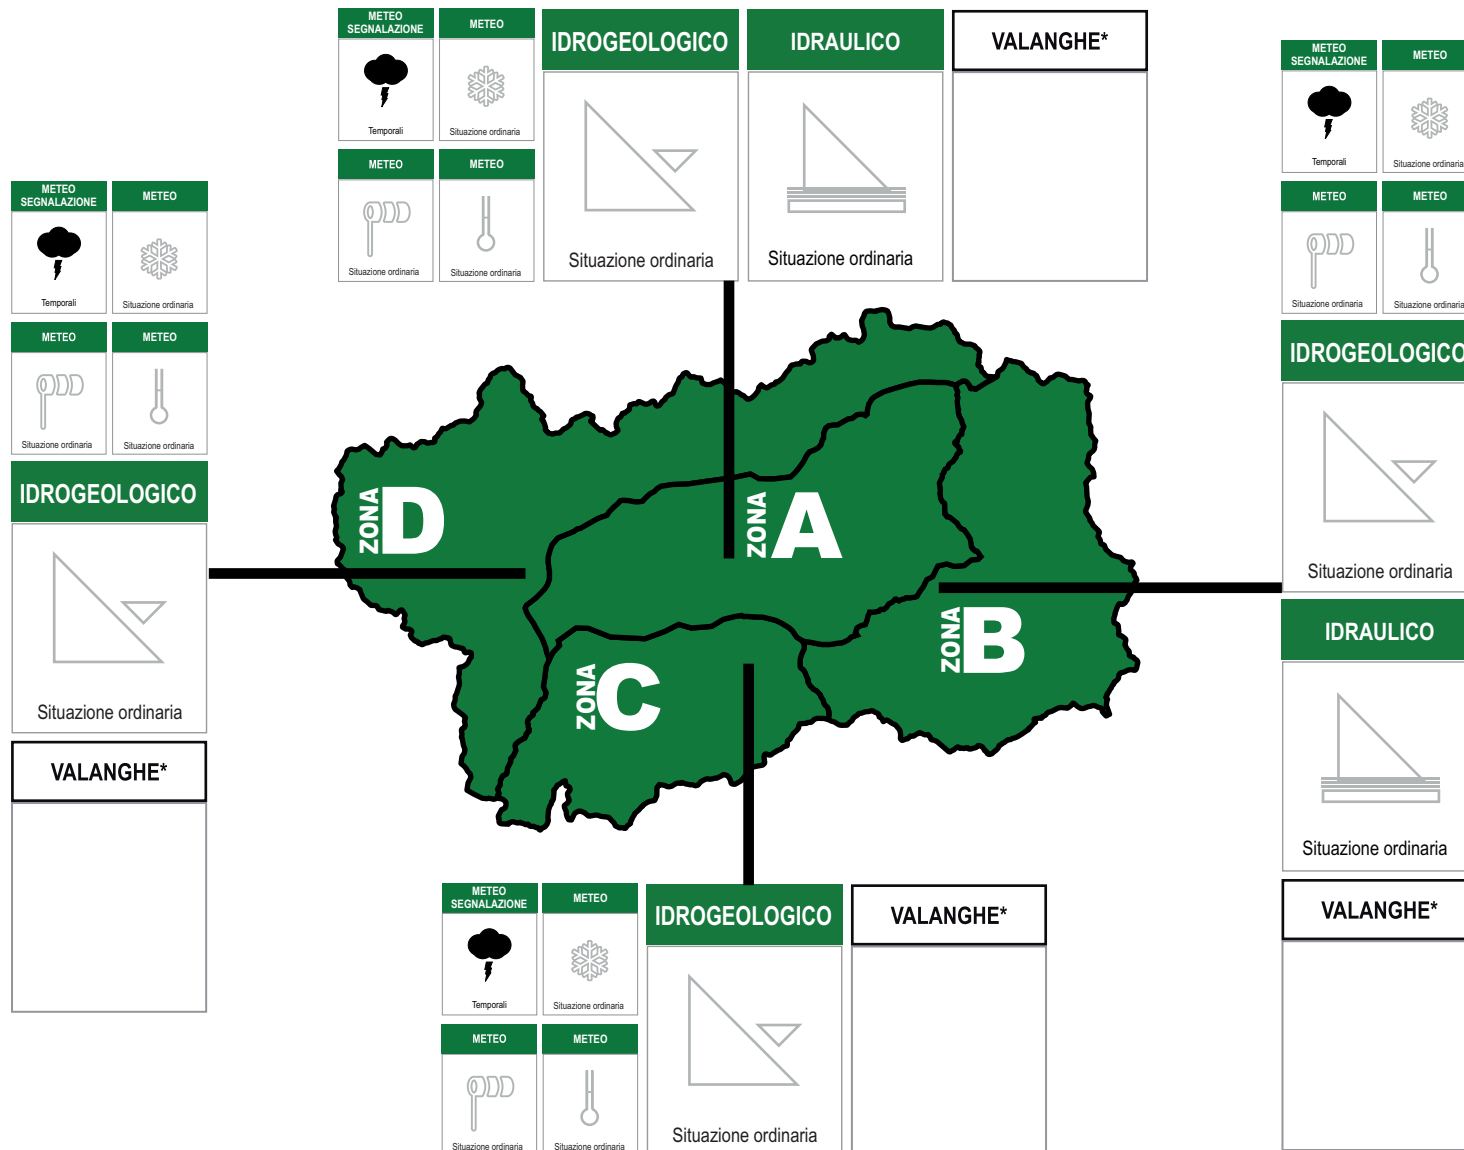 METEO
SEGNALAZIONE
METEO
Temporali
Situazione ordinaria
METEO
METEO
Situazione ordinaria
Situazione ordinaria
IDROGEOLOGICO
Situazione ordinaria
IDRAULICO
Situazione ordinaria
VALANGHE*
METEO
SEGNALAZIONE
METEO
Temporali
Situazione ordinaria
METEO
METEO
Situazione ordinaria
Situazione ordinaria
IDROGEOLOGICO
Situazione ordinaria
IDRAULICO
Situazione ordinaria
VALANGHE*
METEO
SEGNALAZIONE
METEO
Temporali
Situazione ordinaria
METEO
METEO
Situazione ordinaria
Situazione ordinaria
IDROGEOLOGICO
Situazione ordinaria
VALANGHE*
ZONA D
ZONA A
ZONA B
ZONA C
METEO
SEGNALAZIONE
METEO
Temporali
Situazione ordinaria
METEO
METEO
Situazione ordinaria
Situazione ordinaria
IDROGEOLOGICO
Situazione ordinaria
VALANGHE*